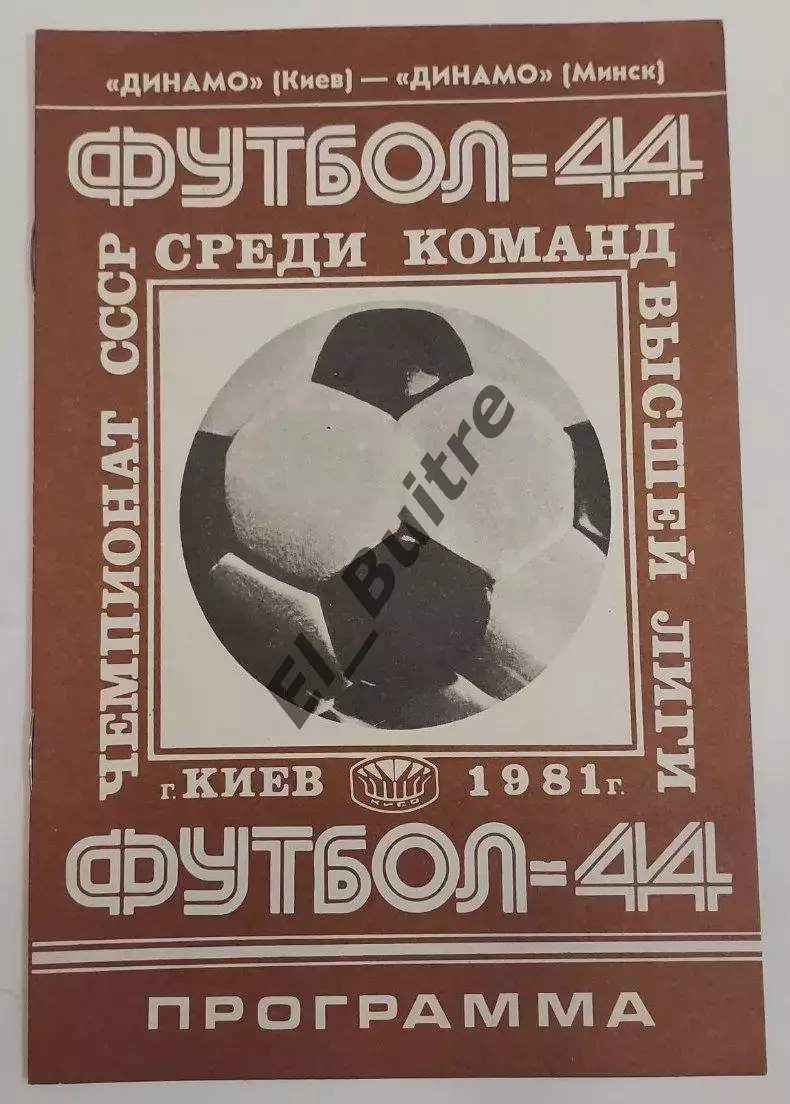 «ДИНАМО» (Киев) — «ДИНАМО» (Минск)
ФУТБОЛ-44
ЧЕМПИОНАТ СССР
СРЕДИ КОМАНД
ВЫСШЕЙ ЛИГИ
El_Buitre
г. КИЕВ
1981 г.
ФУТБОЛ-44
ПРОГРАММА